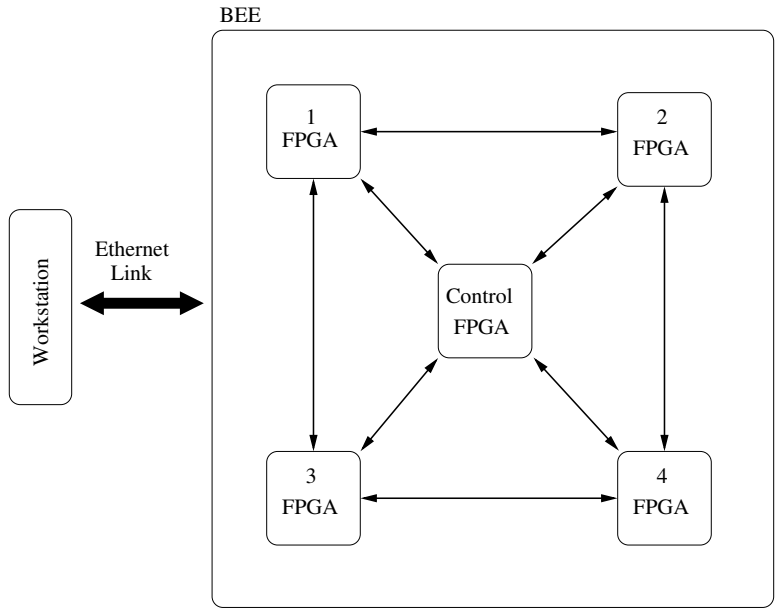 BEE
1
FPGA
2
FPGA
Ethernet
Link
Workstation
Control
FPGA
3
FPGA
4
FPGA